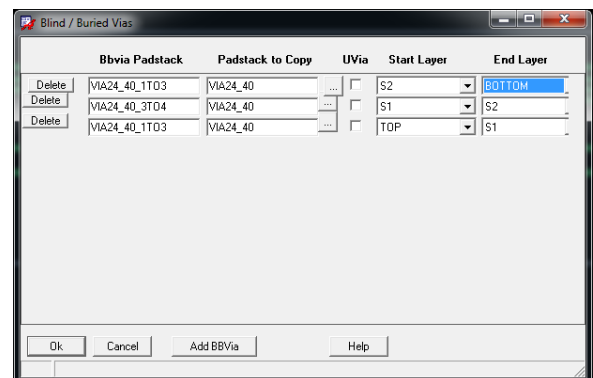 Blind / Buried Vias
Bbvia Padstack Padstack to Copy UVia Start Layer End Layer
Delete VIA24_40_1TO3 VIA24_40 ... S2 BOTTOM
Delete VIA24_40_3TO4 VIA24_40 ... S1 S2
Delete VIA24_40_1TO3 VIA24_40 ... TOP S1
Ok Cancel Add BBVia Help